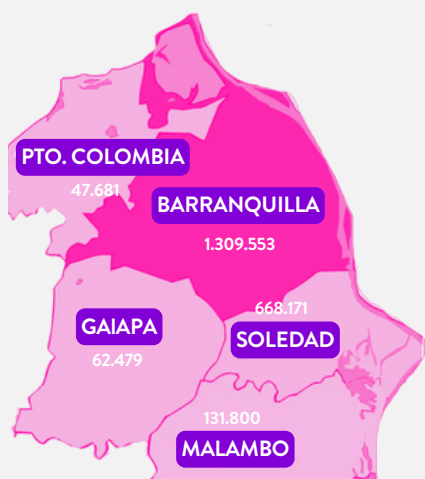 PTO. COLOMBIA
47.681
BARRANQUILLA
1.309.553
668.171
SOLEDAD
GAIAPA
62.479
131.800
MALAMBO